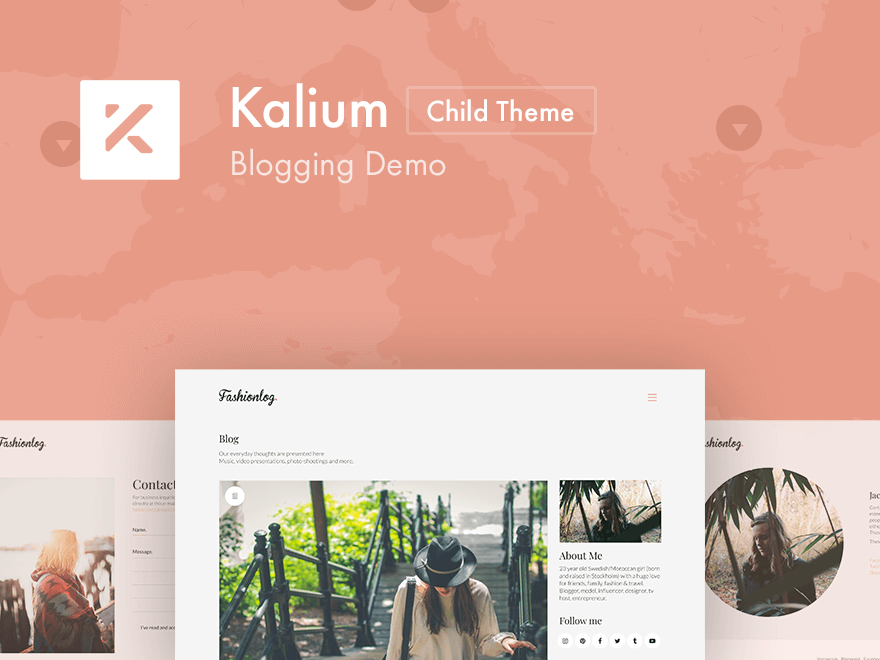 Kalium
Child Theme
Blogging Demo
Fashionlog
Blog
Our everyday thoughts are presented here
Music, video presentations, photo-shootings and more.
About Me
23 year old Swedish/Moroccan girl (born
and raised in Stockholm) with a huge love
for friends, family, fashion & travel.
Blogger, model, influencer, designer, tv
host, entrepreneur.
Follow me
Fashionlog
Contact
Name:
Message:
I've read and acc
shionlog
Jac